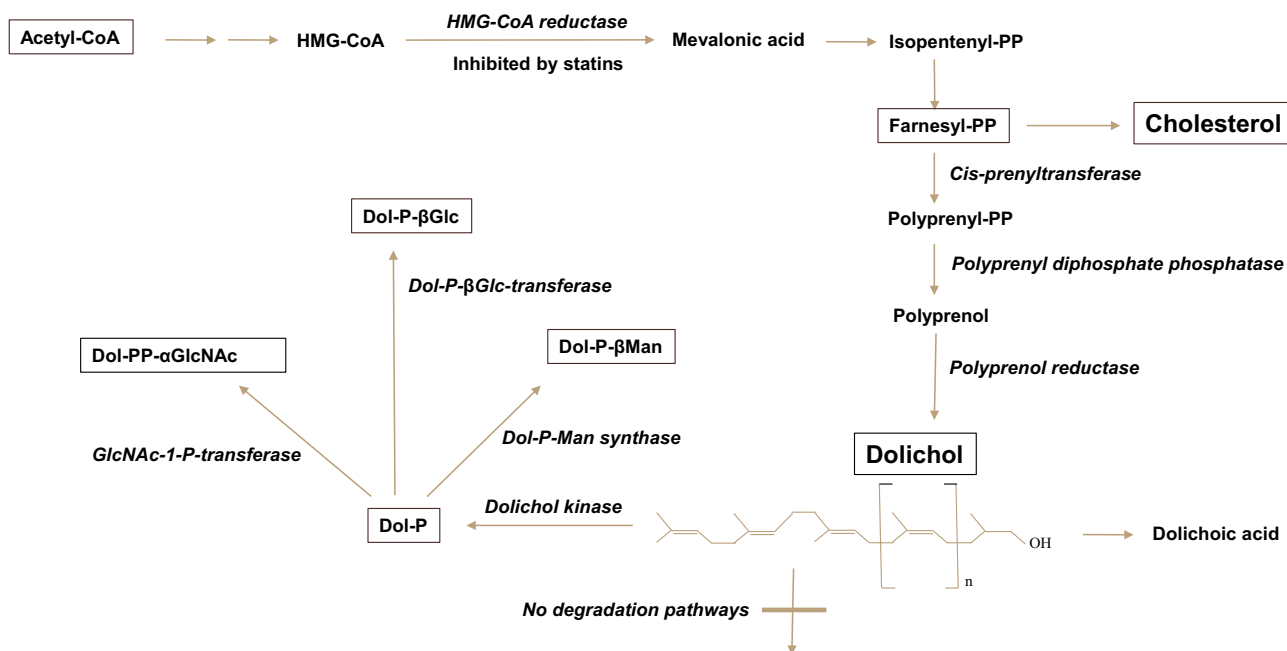 Acetyl-CoA
HMG-CoA
HMG-CoA reductase
Inhibited by statins
Mevalonic acid
Isopentenyl-PP
Farnesyl-PP
Cholesterol
Cis-prenyltransferase
Polyprenyl-PP
Polyprenyl diphosphate phosphatase
Polyprenol
Polyprenol reductase
Dolichol
Dol-P-βGlc
Dol-P-βGlc-transferase
Dol-PP-αGlcNAc
Dol-P-βMan
GlcNAc-1-P-transferase
Dol-P-Man synthase
Dol-P
Dolichol kinase
OH
n
Dolichoic acid
No degradation pathways